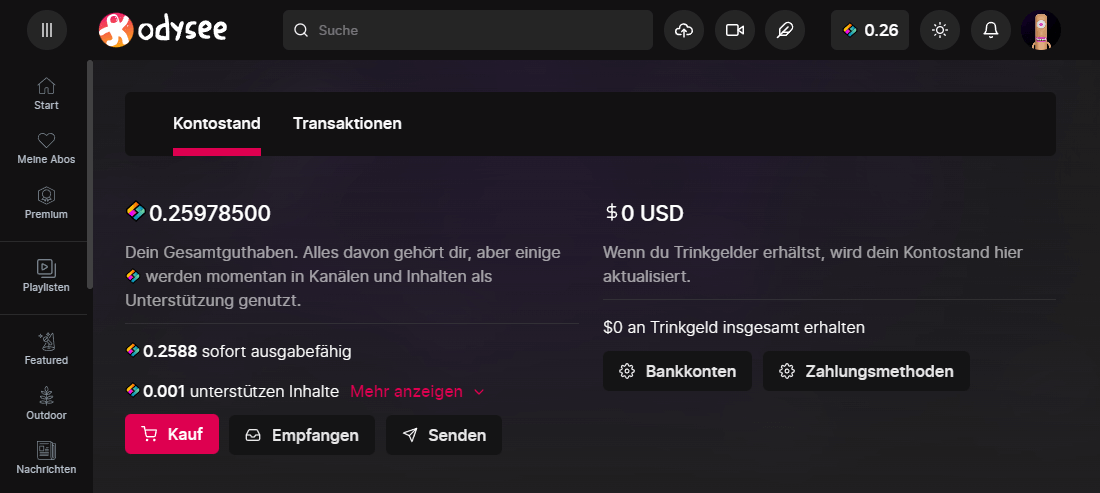 odysee
Suche
0.26
Start
Meine Abos
Premium
Playlisten
Featured
Outdoor
Nachrichten
Kontostand Transaktionen
0.25978500
Dein Gesamtguthaben. Alles davon gehört dir, aber einige
werden momentan in Kanälen und Inhalten als
Unterstützung genutzt.
0.2588 sofort ausgabefähig
0.001 unterstützen Inhalte Mehr anzeigen
Kauf Empfangen Senden
$0 USD
Wenn du Trinkgelder erhältst, wird dein Kontostand hier
aktualisiert.
$0 an Trinkgeld insgesamt erhalten
Bankkonten Zahlungsmethoden